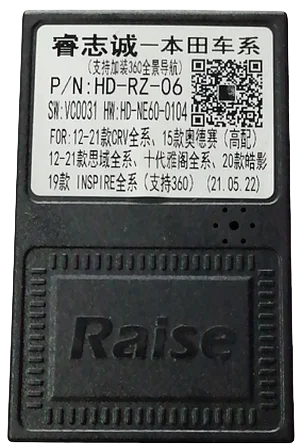 睿志诚一本田车系
(支持加装360全景导航)
P/N:HD-RZ-06
SW:VC0031 HW:HD-NE60-0104
FOR:12-21款CRV全系、15款奥德赛（高配）
12-21款思域全系、十代雅阁全系、20款皓影
19款 INSPIRE全系（支持360） (21.05.22)
Raise